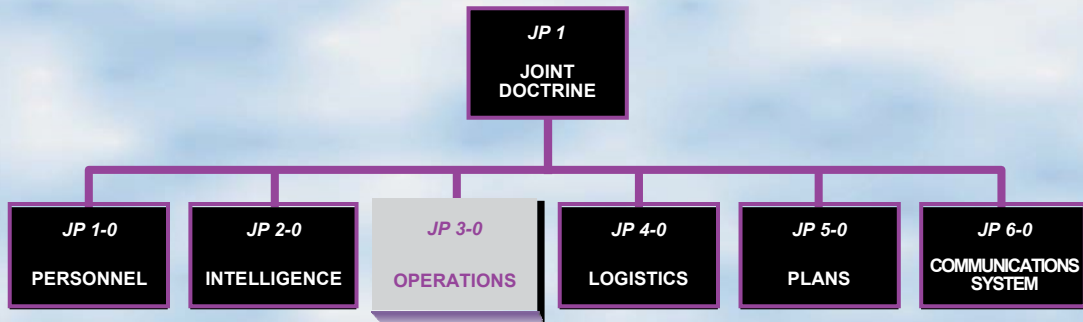 JP 1
JOINT
DOCTRINE
JP 1-0
PERSONNEL
JP 2-0
INTELLIGENCE
JP 3-0
OPERATIONS
JP 4-0
LOGISTICS
JP 5-0
PLANS
JP 6-0
COMMUNICATIONS
SYSTEM